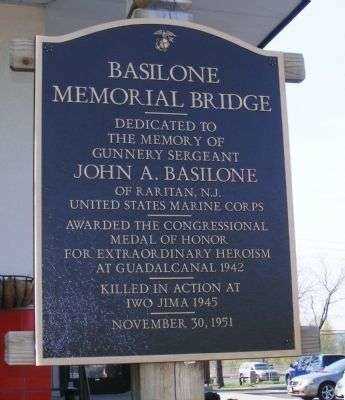 BASILONE
MEMORIAL BRIDGE
DEDICATED TO
THE MEMORY OF
GUNNERY SERGEANT
JOHN A. BASILONE
OF RARITAN, N.J.
UNITED STATES MARINE CORPS
AWARDED THE CONGRESSIONAL
MEDAL OF HONOR
FOR EXTRAORDINARY HEROISM
AT GUADALCANAL 1942
KILLED IN ACTION AT
IWO JIMA 1945
NOVEMBER 30, 1951